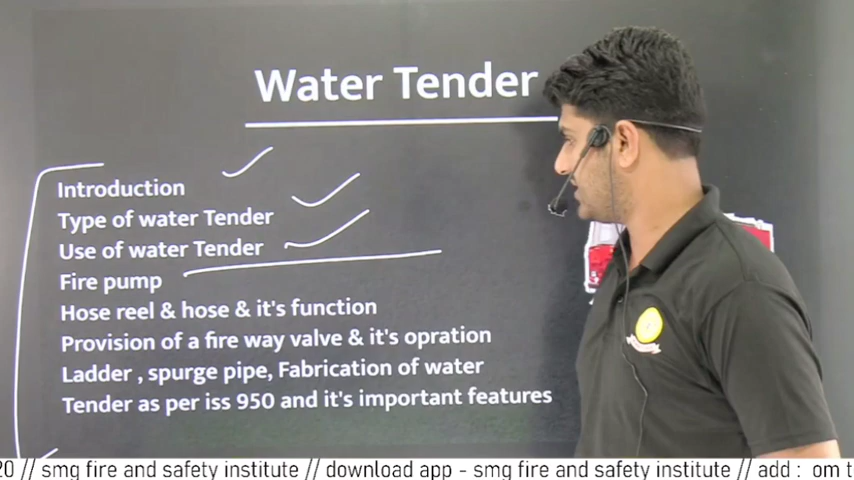 Water Tender
Introduction
Type of water Tender
Use of water Tender
Fire pump
Hose reel & hose & it's function
Provision of a fire way valve & it's opration
Ladder , spurge pipe, Fabrication of water
Tender as per iss 950 and it's important features
20 // smg fire and safety institute // download app - smg fire and safety institute // add : om t